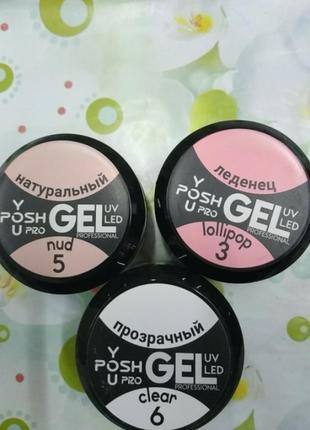 натуральный
YOU POSH PRO GEL UV LED
PROFESSIONAL
nud
5
леденец
YOU POSH PRO GEL UV LED
PROFESSIONAL
lollipop
3
прозрачный
YOU POSH PRO GEL UV LED
PROFESSIONAL
clear
6